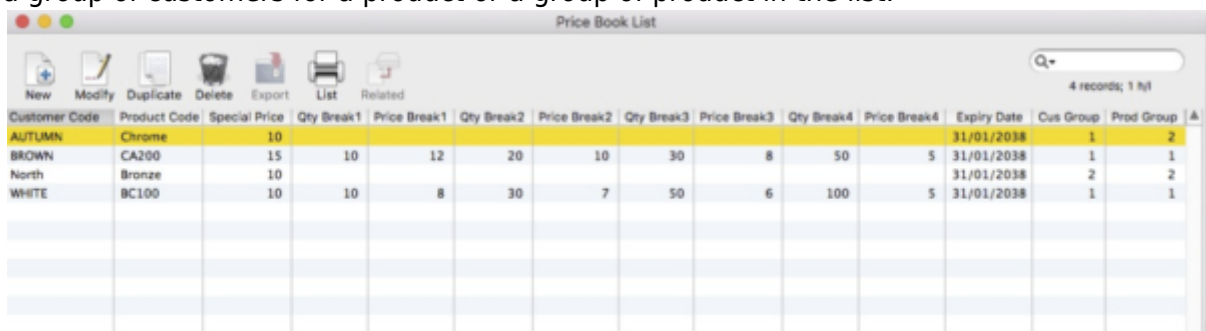 a group of customers for a product or a group of product in the list.
Price Book List
New Modify Duplicate Delete Export List Related
4 records; 1 h/l
Customer Code Product Code Special Price Qty Break1 Price Break1 Qty Break2 Price Break2 Qty Break3 Price Break3 Qty Break4 Price Break4 Expiry Date Cus Group Prod Group
AUTUMN Chrome 10 31/01/2038 1 2
BROWN CA200 15 10 12 20 10 30 8 50 5 31/01/2038 1 1
North Bronze 10 31/01/2038 2 2
WHITE BC100 10 10 8 30 7 50 6 100 5 31/01/2038 1 1